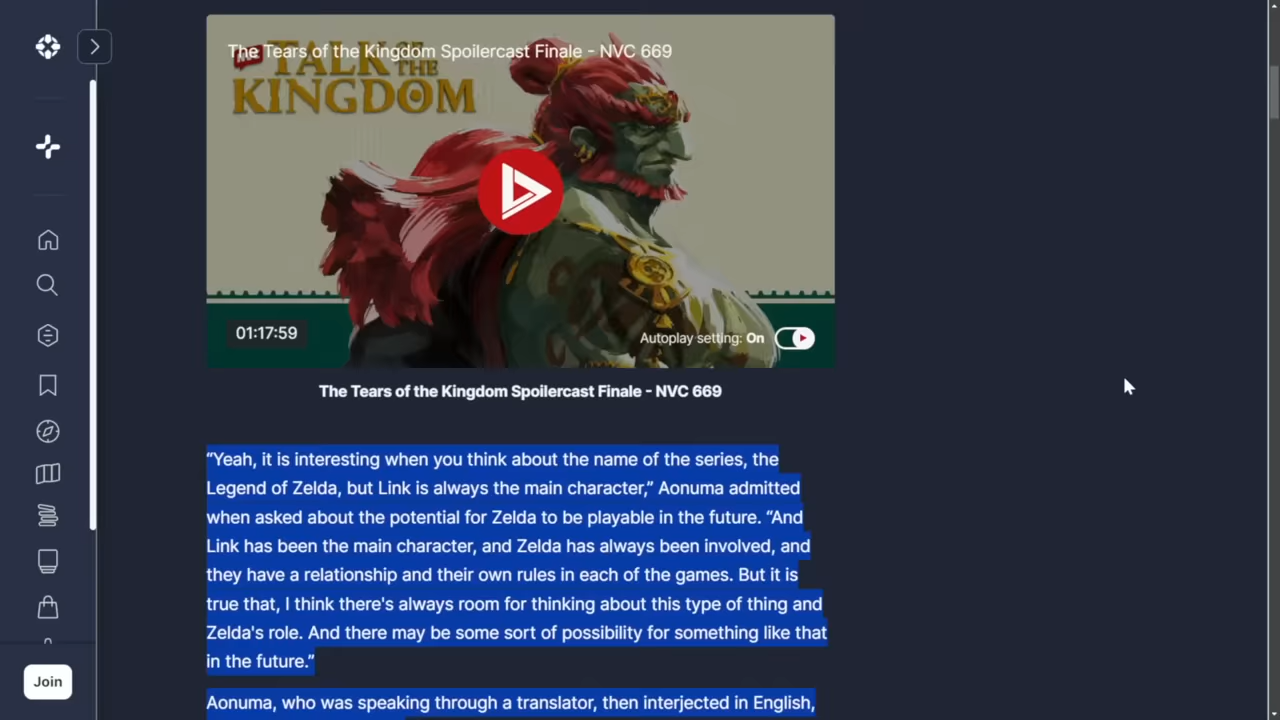 The Tears of the Kingdom Spoilercast Finale - NVC 669
TALK OF THE
KINGDOM
01:17:59
Autoplay setting: On
The Tears of the Kingdom Spoilercast Finale - NVC 669
“Yeah, it is interesting when you think about the name of the series, the
Legend of Zelda, but Link is always the main character,” Aonuma admitted
when asked about the potential for Zelda to be playable in the future. “And
Link has been the main character, and Zelda has always been involved, and
they have a relationship and their own rules in each of the games. But it is
true that, I think there's always room for thinking about this type of thing and
Zelda's role. And there may be some sort of possibility for something like that
in the future.”
Aonuma, who was speaking through a translator, then interjected in English,
Join